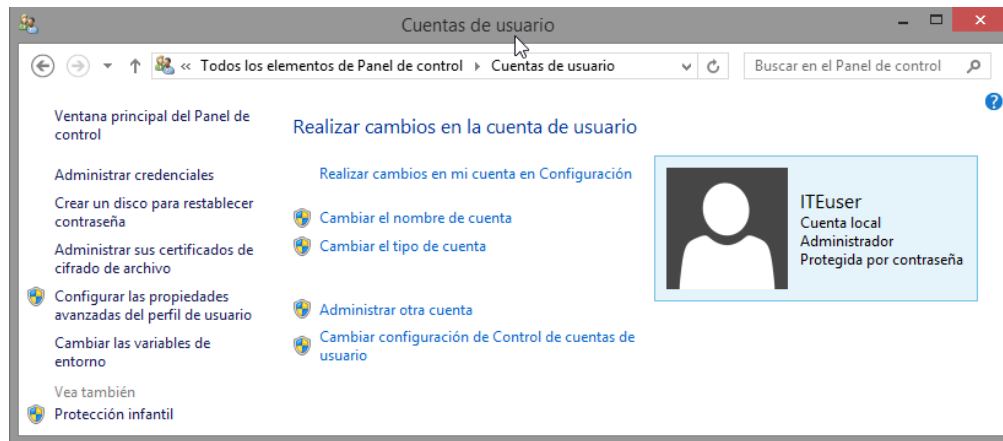 Cuentas de usuario
« Todos los elementos de Panel de control ▸ Cuentas de usuario
Buscar en el Panel de control
Ventana principal del Panel de
control
Administrar credenciales
Crear un disco para restablecer
contraseña
Administrar sus certificados de
cifrado de archivo
Configurar las propiedades
avanzadas del perfil de usuario
Cambiar las variables de
entorno
Vea también
Protección infantil
Realizar cambios en la cuenta de usuario
Realizar cambios en mi cuenta en Configuración
Cambiar el nombre de cuenta
Cambiar el tipo de cuenta
Administrar otra cuenta
Cambiar configuración de Control de cuentas de
usuario
ITEuser
Cuenta local
Administrador
Protegida por contraseña